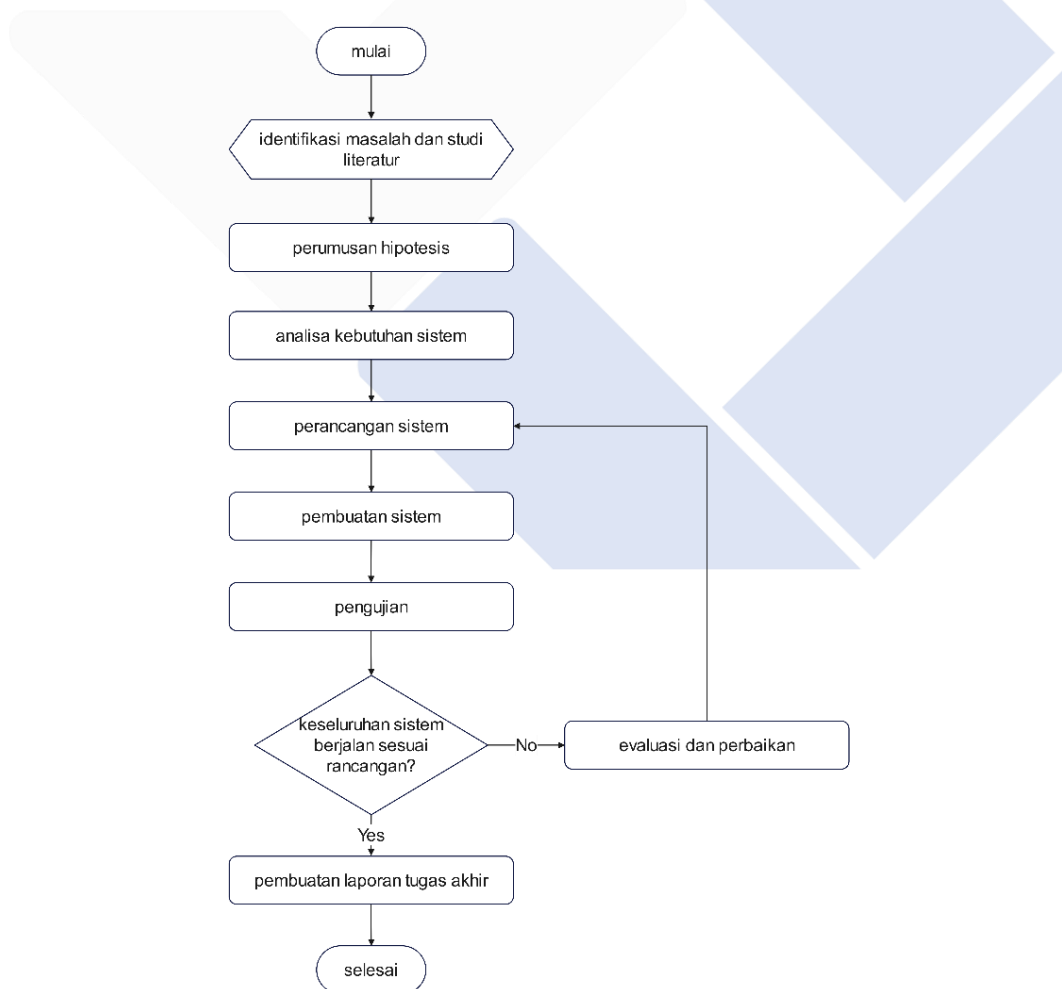 mulai
identifikasi masalah dan studi
literatur
perumusan hipotesis
analisa kebutuhan sistem
perancangan sistem
pembuatan sistem
pengujian
keseluruhan sistem
berjalan sesuai
rancangan?
No
evaluasi dan perbaikan
Yes
pembuatan laporan tugas akhir
selesai